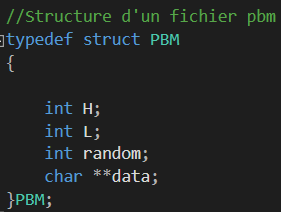 //Structure d'un fichier pbm
typedef struct PBM
{
int H;
int L;
int random;
char **data;
}PBM;